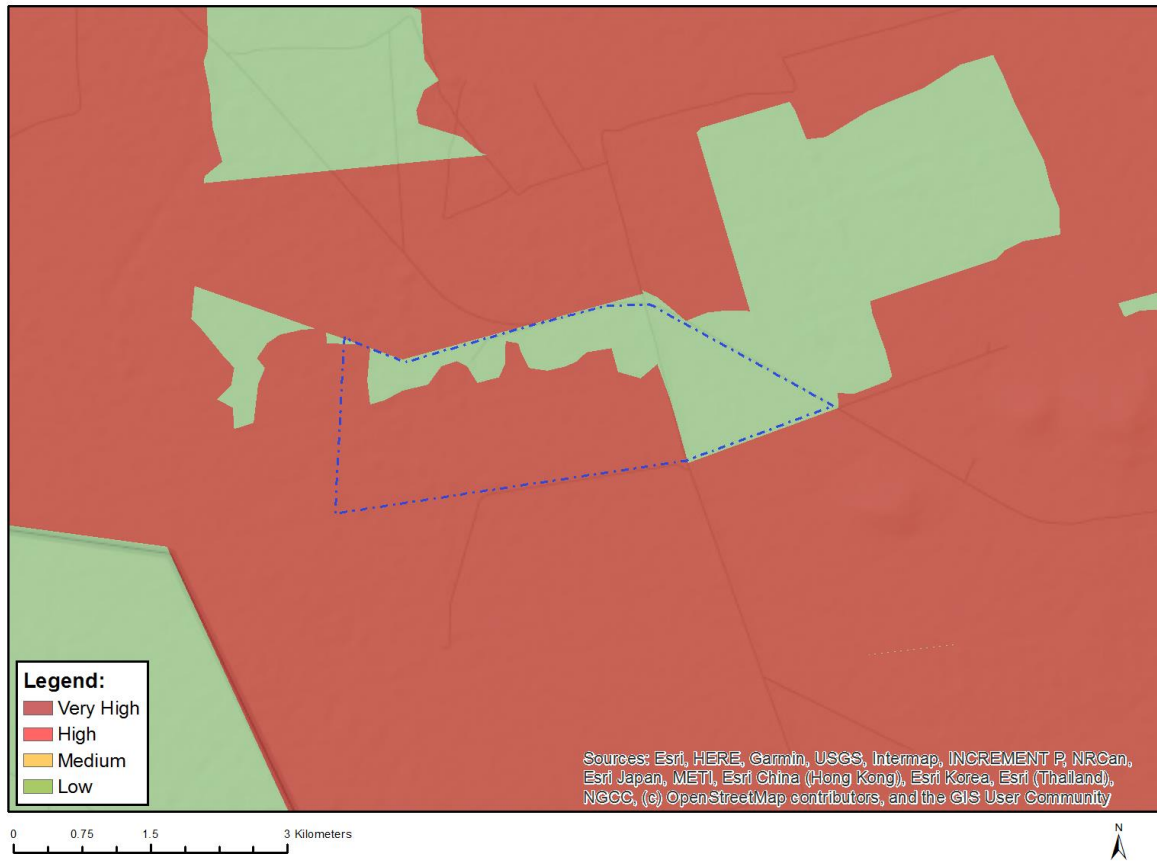 Legend:
Very High
High
Medium
Low
Sources: Esri, HERE, Garmin, USGS, Intermap, INCREMENT P, NRCan,
Esri Japan, METI, Esri China (Hong Kong), Esri Korea, Esri (Thailand),
NGCC, (c) OpenStreetMap contributors, and the GIS User Community
0 0.75 1.5 3 Kilometers
N